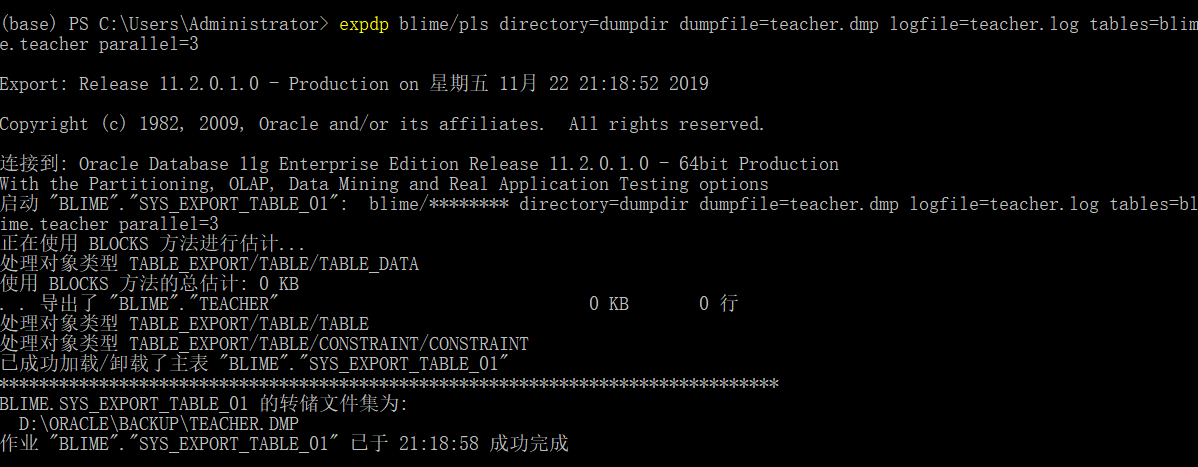 (base) PS C:\Users\Administrator> expdp blime/pls directory=dumpdir dumpfile=teacher.dmp logfile=teacher.log tables=blim
e.teacher parallel=3
Export: Release 11.2.0.1.0 - Production on 星期五 11月 22 21:18:52 2019
Copyright (c) 1982, 2009, Oracle and/or its affiliates.  All rights reserved.
连接到: Oracle Database 11g Enterprise Edition Release 11.2.0.1.0 - 64bit Production
With the Partitioning, OLAP, Data Mining and Real Application Testing options
启动 "BLIME"."SYS_EXPORT_TABLE_01":  blime/******** directory=dumpdir dumpfile=teacher.dmp logfile=teacher.log tables=bl
ime.teacher parallel=3
正在使用 BLOCKS 方法进行估计...
处理对象类型 TABLE_EXPORT/TABLE/TABLE_DATA
使用 BLOCKS 方法的总估计: 0 KB
. . 导出了 "BLIME"."TEACHER"                               0 KB       0 行
处理对象类型 TABLE_EXPORT/TABLE/TABLE
处理对象类型 TABLE_EXPORT/TABLE/CONSTRAINT/CONSTRAINT
已成功加载/卸载了主表 "BLIME"."SYS_EXPORT_TABLE_01"
******************************************************************************
BLIME.SYS_EXPORT_TABLE_01 的转储文件集为:
  D:\ORACLE\BACKUP\TEACHER.DMP
作业 "BLIME"."SYS_EXPORT_TABLE_01" 已于 21:18:58 成功完成